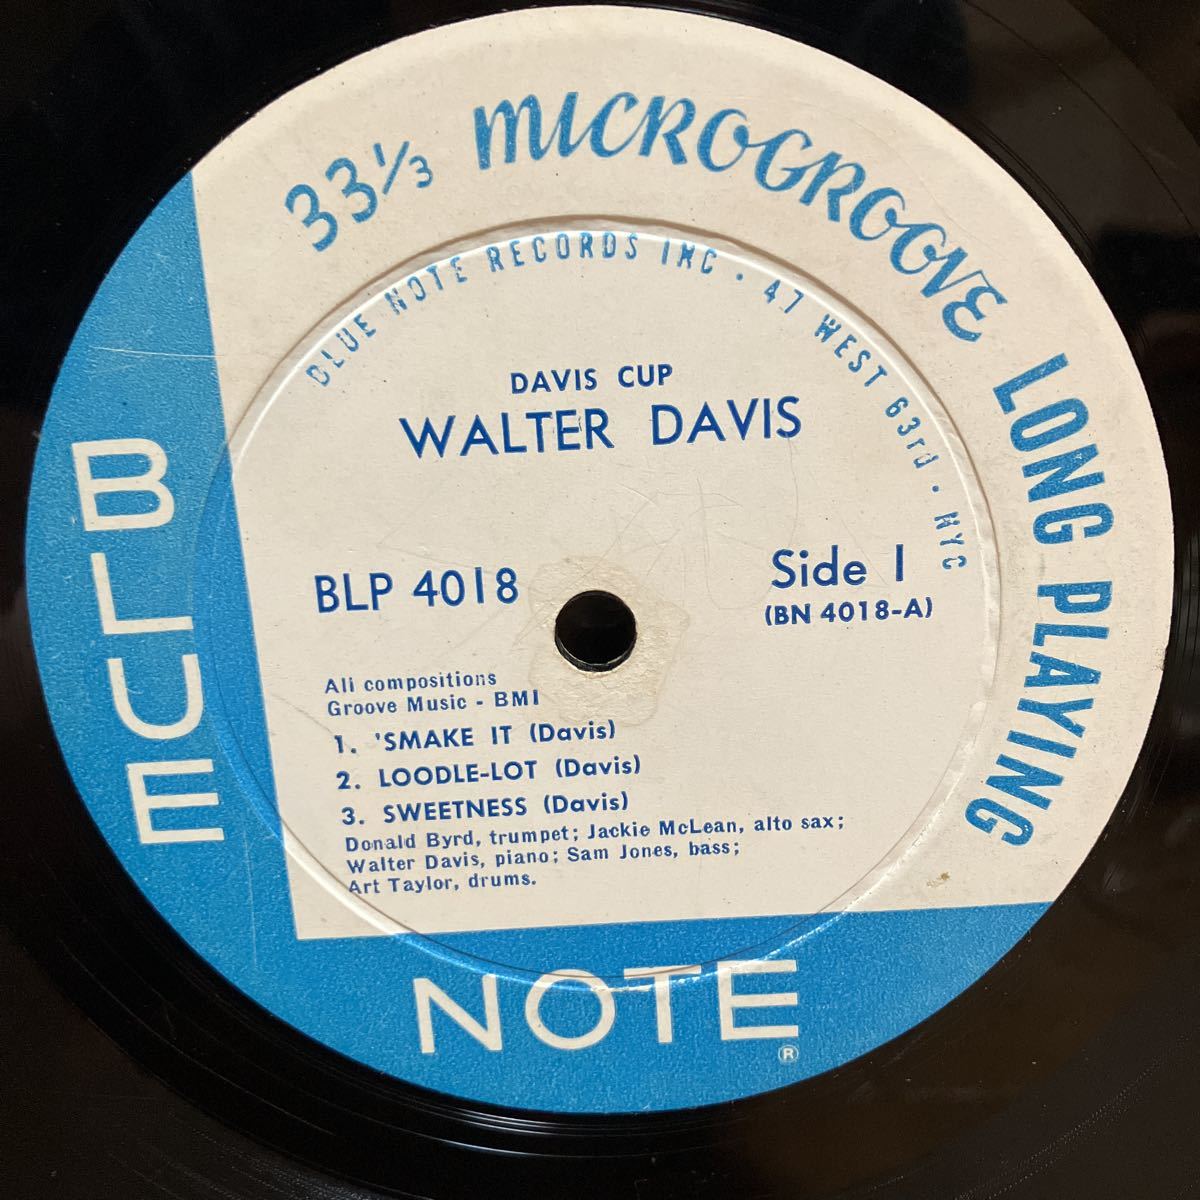 33⅓ MICROGROOVE LONG PLAYING
BLUE NOTE RECORDS INC · 47 WEST 63rd · NYC
DAVIS CUP
WALTER DAVIS
BLP 4018
Side 1
(BN 4018-A)
All compositions
Groove Music - BMI
1. 'SMAKE IT (Davis)
2. LOODLE-LOT (Davis)
3. SWEETNESS (Davis)
Donald Byrd, trumpet; Jackie McLean, alto sax;
Walter Davis, piano; Sam Jones, bass;
Art Taylor, drums.
BLUE
NOTE
®